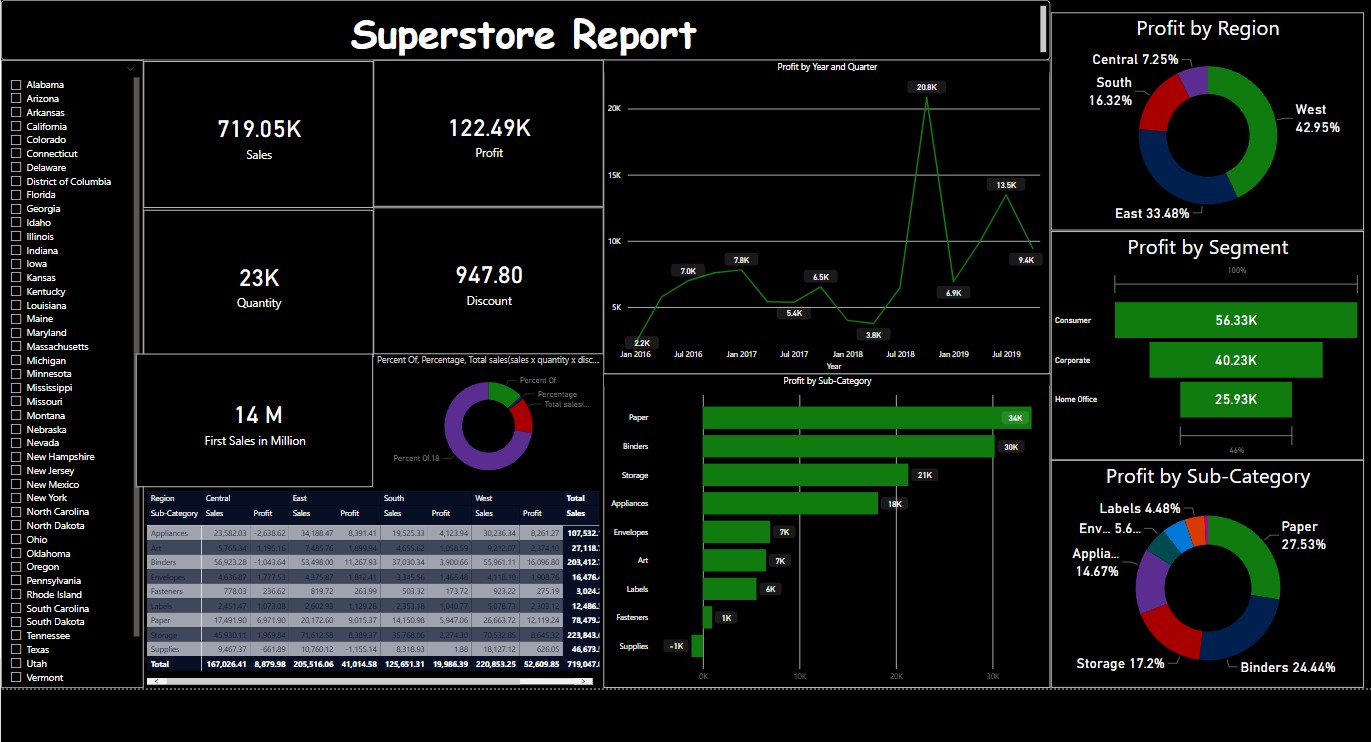 Superstore Report
Alabama
Arizona
Arkansas
California
Colorado
Connecticut
Delaware
District of Columbia
Florida
Georgia
Idaho
Illinois
Indiana
Iowa
Kansas
Kentucky
Louisiana
Maine
Maryland
Massachusetts
Michigan
Minnesota
Mississippi
Missouri
Montana
Nebraska
Nevada
New Hampshire
New Jersey
New Mexico
New York
North Carolina
North Dakota
Ohio
Oklahoma
Oregon
Pennsylvania
Rhode Island
South Carolina
South Dakota
Tennessee
Texas
Utah
Vermont
719.05K
Sales
122.49K
Profit
23K
Quantity
947.80
Discount
14 M
First Sales in Million
Percent Of, Percentage, Total sales(sales x quantity x disc...
Percent Of
Percentage
Total sales(...
Percent Of.18
Region Central East South West Total
Sub-Category Sales Profit Sales Profit Sales Profit Sales Profit Sales
Appliances 23,582.03 -2,638.62 34,188.47 8,391.41 19,525.33 4,123.94 30,236.34 8,261.27 107,532.
Art 5,765.34 1,195.16 7,485.76 1,899.94 4,655.62 1,058.59 9,212.07 2,374.10 27,118.
Binders 56,923.28 -1,043.64 53,498.00 11,267.93 37,030.34 3,900.66 55,961.11 16,096.80 203,412.
Envelopes 4,636.87 1,777.53 4,375.87 1,812.41 3,345.56 1,465.48 4,118.10 1,908.76 16,476.
Fasteners 778.03 236.62 819.72 263.99 503.32 173.72 923.22 275.19 3,024.
Labels 2,451.47 1,073.08 2,602.93 1,129.28 2,353.18 1,040.77 5,078.73 2,303.12 12,486.
Paper 17,491.90 6,971.90 20,172.60 9,015.37 14,150.98 5,947.06 26,663.72 12,119.24 78,479.
Storage 45,930.11 1,969.84 71,612.58 8,389.37 35,768.06 2,274.30 70,532.85 8,645.32 223,843.
Supplies 9,467.37 -661.89 10,760.12 -1,155.14 8,318.93 1.88 18,127.12 626.05 46,673.
Total 167,026.41 8,879.98 205,516.06 41,014.58 125,651.31 19,986.39 220,853.25 52,609.85 719,047.
Profit by Year and Quarter
20K
15K
10K
5K
2.2K
7.0K
7.8K
5.4K
6.5K
3.8K
20.8K
6.9K
13.5K
9.4K
Jan 2016 Jul 2016 Jan 2017 Jul 2017 Jan 2018 Jul 2018 Jan 2019 Jul 2019
Year
Profit by Sub-Category
Paper 34K
Binders 30K
Storage 21K
Appliances 18K
Envelopes 7K
Art 7K
Labels 6K
Fasteners 1K
Supplies -1K
0K 10K 20K 30K
Profit by Region
Central 7.25%
South
16.32%
West
42.95%
East 33.48%
Profit by Segment
100%
Consumer 56.33K
Corporate 40.23K
Home Office 25.93K
46%
Profit by Sub-Category
Labels 4.48%
Env... 5.6...
Applia...
14.67%
Paper
27.53%
Storage 17.2%
Binders 24.44%